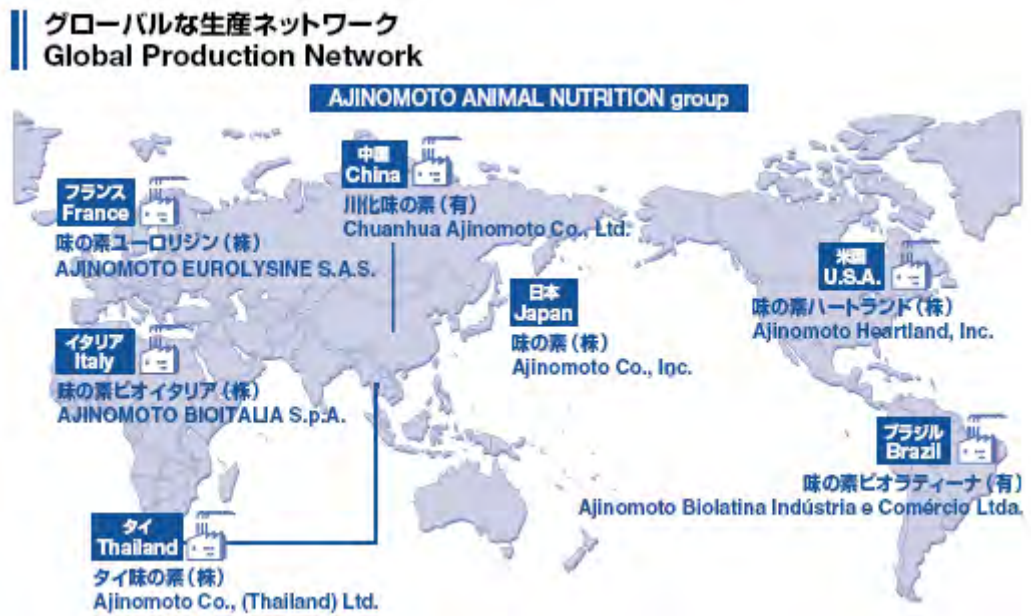 グローバルな生産ネットワーク
Global Production Network
AJINOMOTO ANIMAL NUTRITION group
中国
China
川化味の素(有)
Chuanhua Ajinomoto Co., Ltd.
フランス
France
味の素ユーロリジン(株)
AJINOMOTO EUROLYSINE S.A.S.
米国
U.S.A.
味の素ハートランド(株)
Ajinomoto Heartland, Inc.
日本
Japan
味の素(株)
Ajinomoto Co., Inc.
イタリア
Italy
味の素ビオイタリア(株)
AJINOMOTO BIOITALIA S.p.A.
ブラジル
Brazil
味の素ビオラティーナ(有)
Ajinomoto Biolatina Indústria e Comércio Ltda.
タイ
Thailand
タイ味の素(株)
Ajinomoto Co., (Thailand) Ltd.